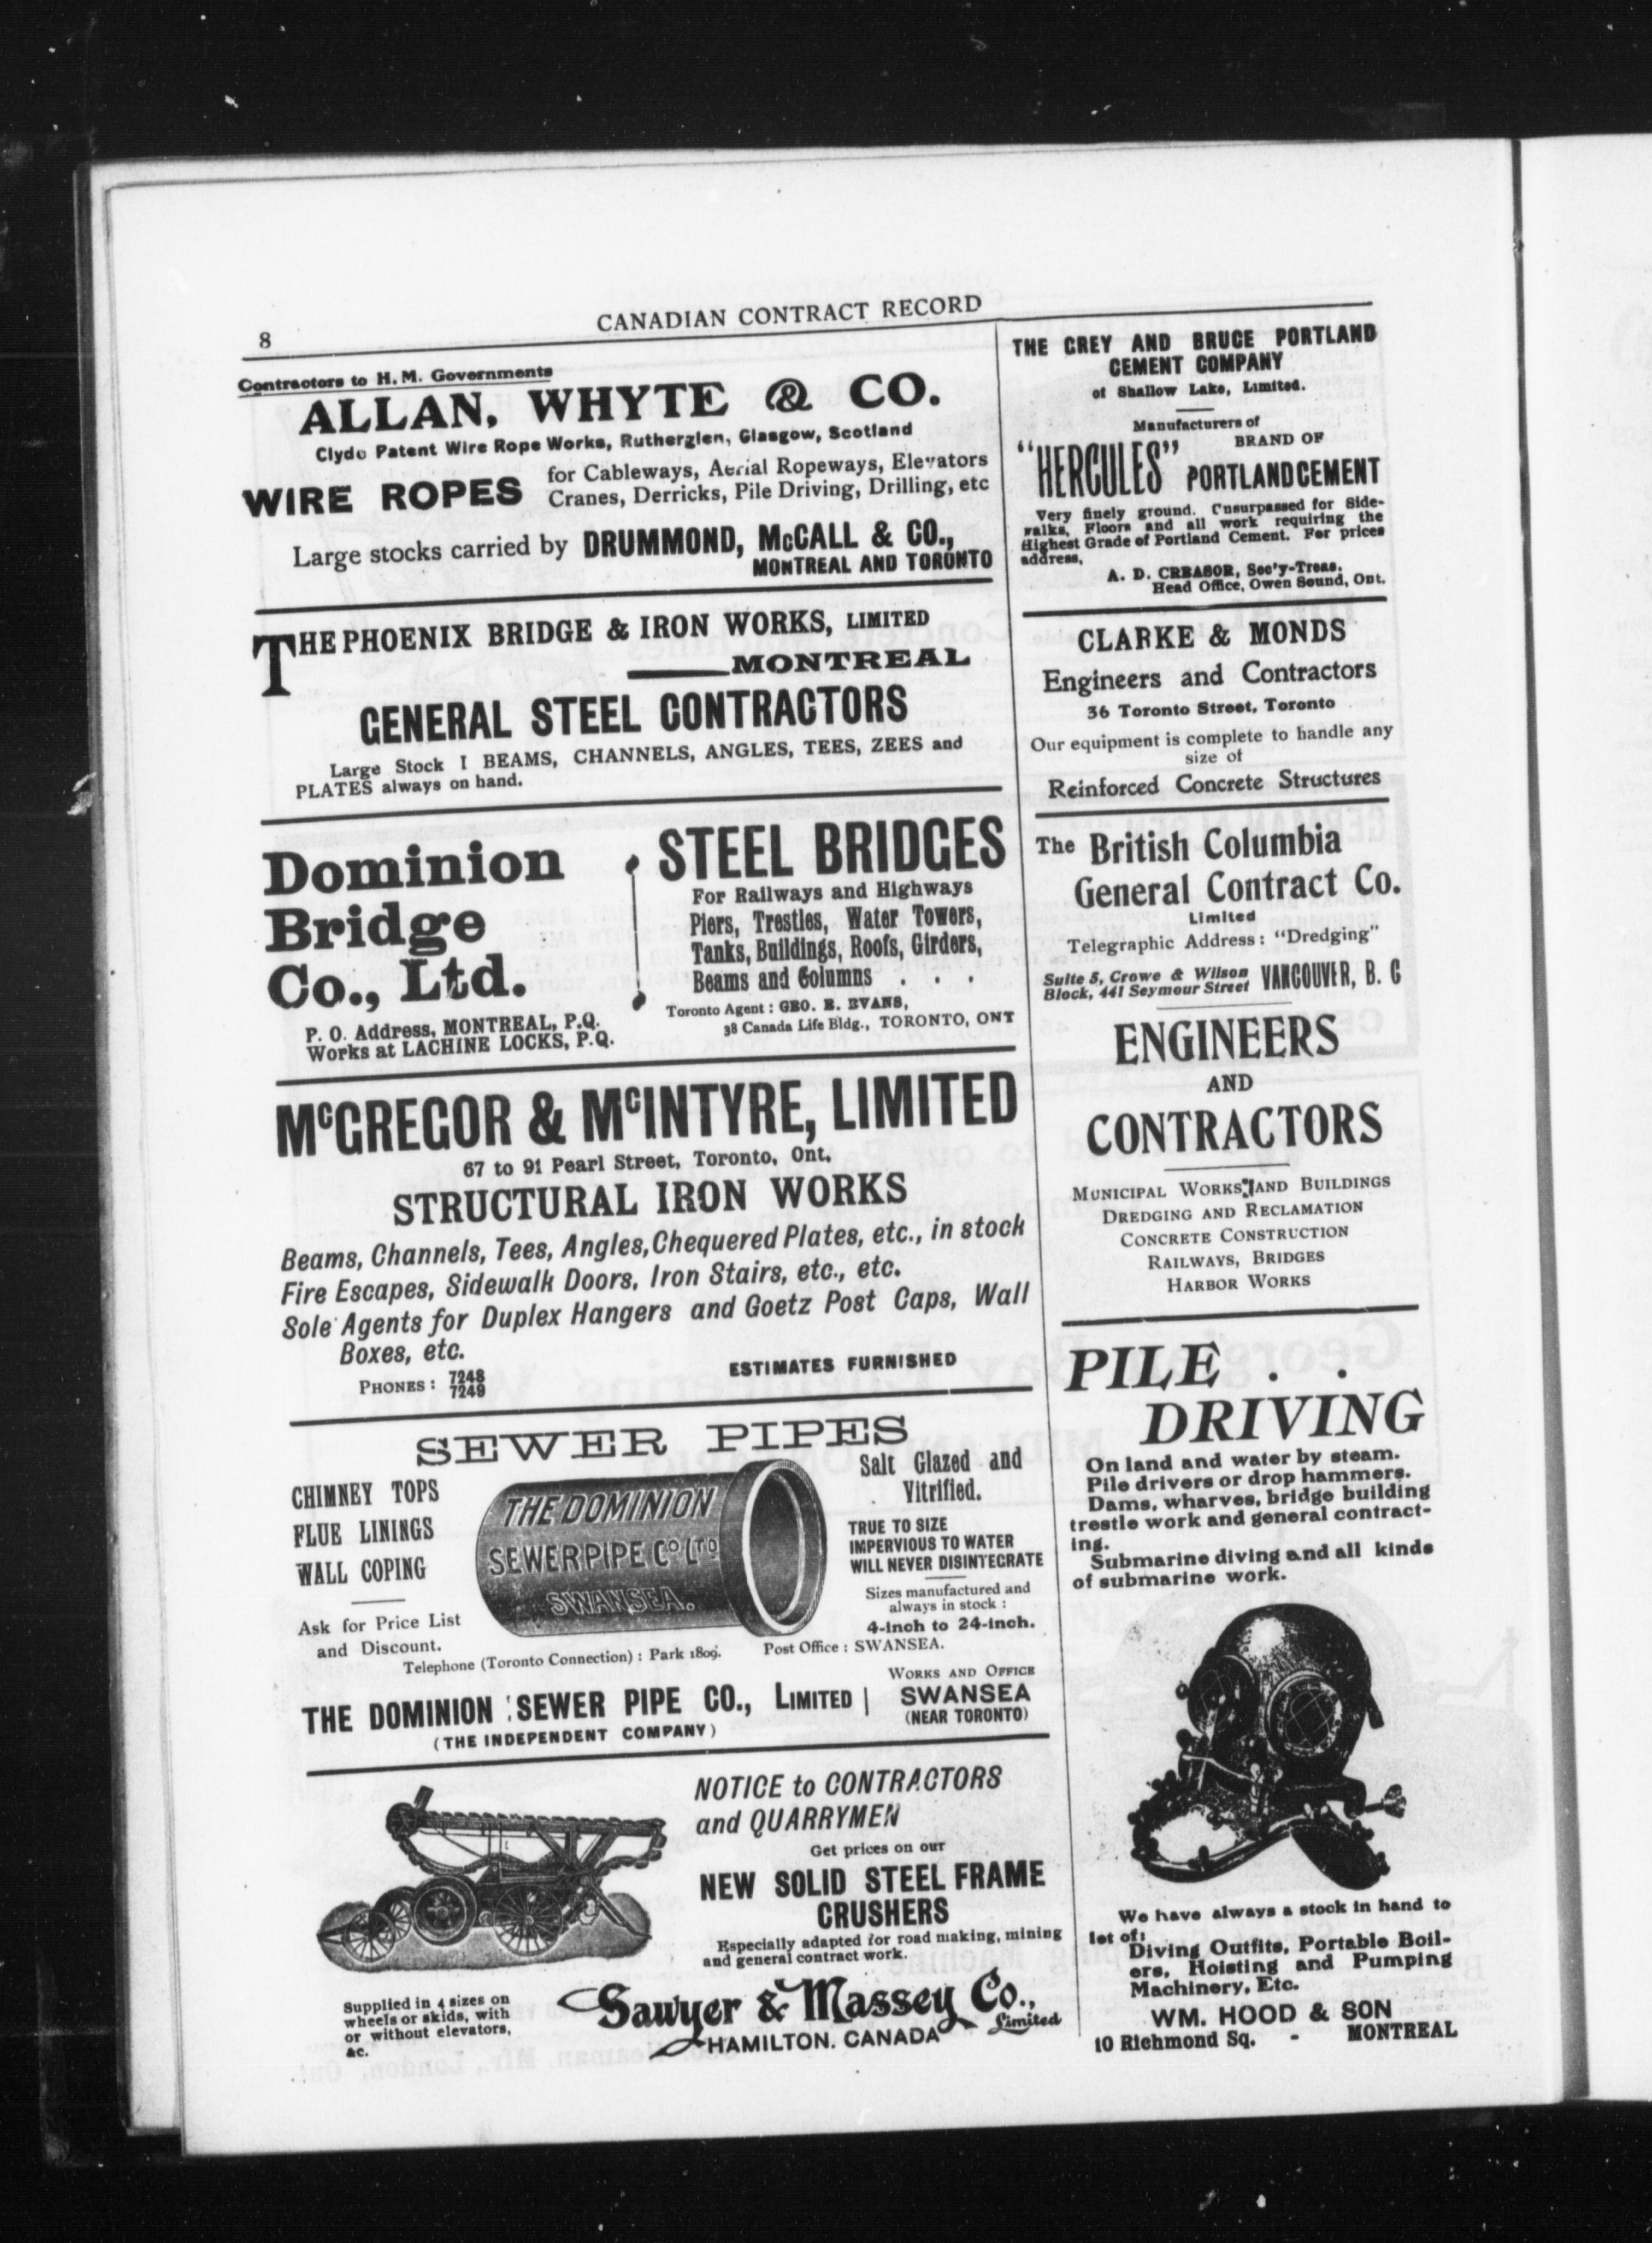 8
CANADIAN CONTRACT RECORD
Contractors to H. M. Governments
ALLAN, WHYTE & CO.
Clyde Patent Wire Rope Works, Rutherglen, Glasgow, Scotland
WIRE ROPES
for Cableways, Aerial Ropeways, Elevators
Cranes, Derricks, Pile Driving, Drilling, etc
Large stocks carried by DRUMMOND, McCALL & CO.,
MONTREAL AND TORONTO
THE PHOENIX BRIDGE & IRON WORKS, LIMITED
MONTREAL
GENERAL STEEL CONTRACTORS
Large Stock I BEAMS, CHANNELS, ANGLES, TEES, ZEES and
PLATES always on hand.
Dominion
Bridge
Co., Ltd.
P. O. Address, MONTREAL, P.Q.
Works at LACHINE LOCKS, P.Q.
STEEL BRIDGES
For Railways and Highways
Piers, Trestles, Water Towers,
Tanks, Buildings, Roofs, Girders,
Beams and Columns . . .
Toronto Agent : GEO. E. EVANS,
38 Canada Life Bldg., TORONTO, ONT
McGREGOR & McINTYRE, LIMITED
67 to 91 Pearl Street, Toronto, Ont.
STRUCTURAL IRON WORKS
Beams, Channels, Tees, Angles, Chequered Plates, etc., in stock
Fire Escapes, Sidewalk Doors, Iron Stairs, etc., etc.
Sole Agents for Duplex Hangers and Goetz Post Caps, Wall
Boxes, etc.
PHONES : 7248
7249
ESTIMATES FURNISHED
SEWER PIPES
CHIMNEY TOPS
FLUE LININGS
WALL COPING
Ask for Price List
and Discount.
THE DOMINION
SEWER PIPE Co LTD
SWANSEA.
Salt Glazed and
Vitrified.
TRUE TO SIZE
IMPERVIOUS TO WATER
WILL NEVER DISINTEGRATE
Sizes manufactured and
always in stock :
4-inch to 24-inch.
Telephone (Toronto Connection) : Park 1809. Post Office : SWANSEA.
THE DOMINION SEWER PIPE CO., LIMITED
(THE INDEPENDENT COMPANY)
WORKS AND OFFICE
SWANSEA
(NEAR TORONTO)
NOTICE to CONTRACTORS
and QUARRYMEN
Get prices on our
NEW SOLID STEEL FRAME
CRUSHERS
Especially adapted for road making, mining
and general contract work.
Supplied in 4 sizes on
wheels or skids, with
or without elevators,
&c.
Sawyer & Massey Co.,
Limited
HAMILTON. CANADA
THE GREY AND BRUCE PORTLAND
CEMENT COMPANY
of Shallow Lake, Limited.
Manufacturers of
"HERCULES" BRAND OF
PORTLAND CEMENT
Very finely ground. Unsurpassed for Side-
walks, Floors and all work requiring the
Highest Grade of Portland Cement. For prices
address,
A. D. CREASOR, Sec'y-Treas.
Head Office, Owen Sound, Ont.
CLARKE & MONDS
Engineers and Contractors
36 Toronto Street, Toronto
Our equipment is complete to handle any
size of
Reinforced Concrete Structures
The British Columbia
General Contract Co.
Limited
Telegraphic Address : "Dredging"
Suite 5, Crowe & Wilson
Block, 441 Seymour Street
VANCOUVER, B. C
ENGINEERS
AND
CONTRACTORS
MUNICIPAL WORKS AND BUILDINGS
DREDGING AND RECLAMATION
CONCRETE CONSTRUCTION
RAILWAYS, BRIDGES
HARBOR WORKS
PILE . .
DRIVING
On land and water by steam.
Pile drivers or drop hammers.
Dams, wharves, bridge building
trestle work and general contract-
ing.
Submarine diving and all kinds
of submarine work.
We have always a stock in hand to
let of:
Diving Outfits, Portable Boil-
ers, Hoisting and Pumping
Machinery, Etc.
WM. HOOD & SON
10 Richmond Sq. - MONTREAL